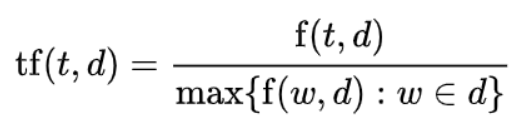 tf(t, d) = f(t, d) / max{f(w, d) : w ∈ d}